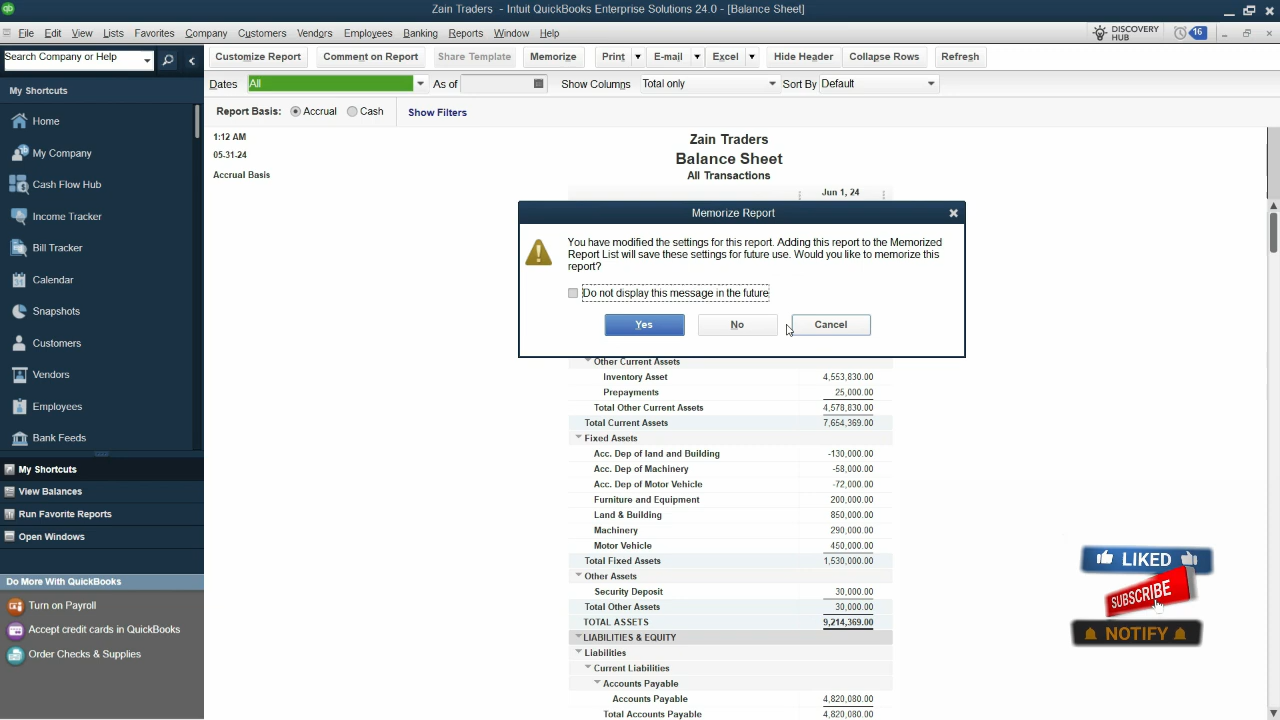 Zain Traders - Intuit QuickBooks Enterprise Solutions 24.0 - [Balance Sheet]
File Edit View Lists Favorites Company Customers Vendors Employees Banking Reports Window Help
DISCOVERY HUB 16
Search Company or Help
Customize Report Comment on Report Share Template Memorize Print E-mail Excel Hide Header Collapse Rows Refresh
Dates All As of Show Columns Total only Sort By Default
My Shortcuts
Report Basis: Accrual Cash Show Filters
Home
My Company
Cash Flow Hub
Income Tracker
Bill Tracker
Calendar
Snapshots
Customers
Vendors
Employees
Bank Feeds
My Shortcuts
View Balances
Run Favorite Reports
Open Windows
Do More With QuickBooks
Turn on Payroll
Accept credit cards in QuickBooks
Order Checks & Supplies
1:12 AM
05-31-24
Accrual Basis
Zain Traders
Balance Sheet
All Transactions
Jun 1, 24
Memorize Report
You have modified the settings for this report. Adding this report to the Memorized
Report List will save these settings for future use. Would you like to memorize this
report?
Do not display this message in the future
Yes No Cancel
Other Current Assets
Inventory Asset 4,553,830.00
Prepayments 25,000.00
Total Other Current Assets 4,578,830.00
Total Current Assets 7,654,369.00
Fixed Assets
Acc. Dep of land and Building -130,000.00
Acc. Dep of Machinery -58,000.00
Acc. Dep of Motor Vehicle -72,000.00
Furniture and Equipment 200,000.00
Land & Building 850,000.00
Machinery 290,000.00
Motor Vehicle 450,000.00
Total Fixed Assets 1,530,000.00
Other Assets
Security Deposit 30,000.00
Total Other Assets 30,000.00
TOTAL ASSETS 9,214,369.00
LIABILITIES & EQUITY
Liabilities
Current Liabilities
Accounts Payable
Accounts Payable 4,820,080.00
Total Accounts Payable 4,820,080.00
LIKED
SUBSCRIBE
NOTIFY